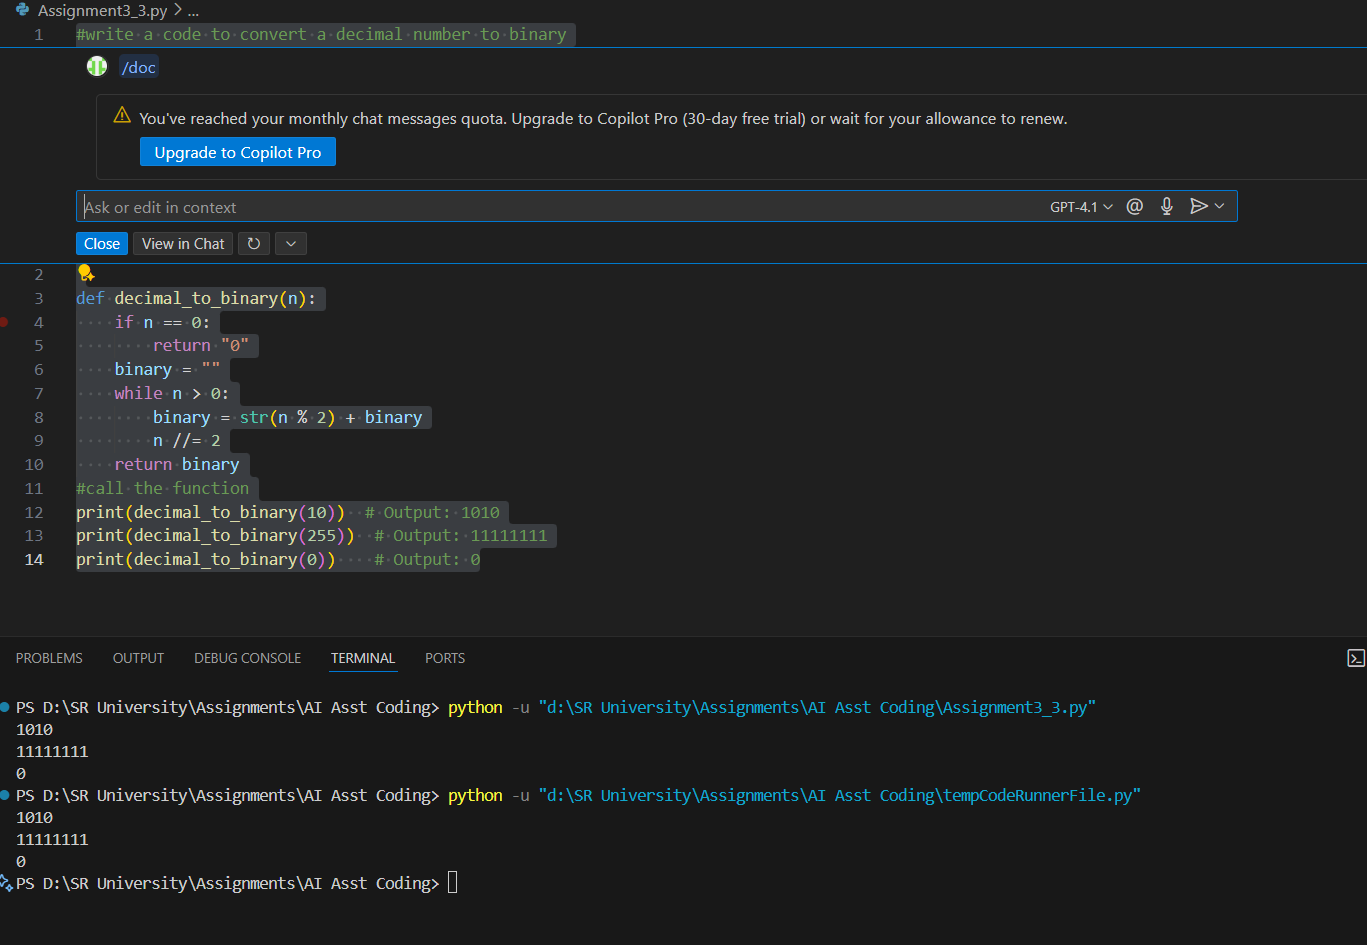 Assignment3_3.py > ...
1 #write a code to convert a decimal number to binary
/doc
You've reached your monthly chat messages quota. Upgrade to Copilot Pro (30-day free trial) or wait for your allowance to renew.
Upgrade to Copilot Pro
Ask or edit in context GPT-4.1
Close View in Chat
2
3 def decimal_to_binary(n):
4     if n == 0:
5         return "0"
6     binary = ""
7     while n > 0:
8         binary = str(n % 2) + binary
9         n //= 2
10     return binary
11 #call the function
12 print(decimal_to_binary(10))  # Output: 1010
13 print(decimal_to_binary(255))  # Output: 11111111
14 print(decimal_to_binary(0))    # Output: 0
PROBLEMS OUTPUT DEBUG CONSOLE TERMINAL PORTS
PS D:\SR University\Assignments\AI Asst Coding> python -u "d:\SR University\Assignments\AI Asst Coding\Assignment3_3.py"
1010
11111111
0
PS D:\SR University\Assignments\AI Asst Coding> python -u "d:\SR University\Assignments\AI Asst Coding\tempCodeRunnerFile.py"
1010
11111111
0
PS D:\SR University\Assignments\AI Asst Coding>